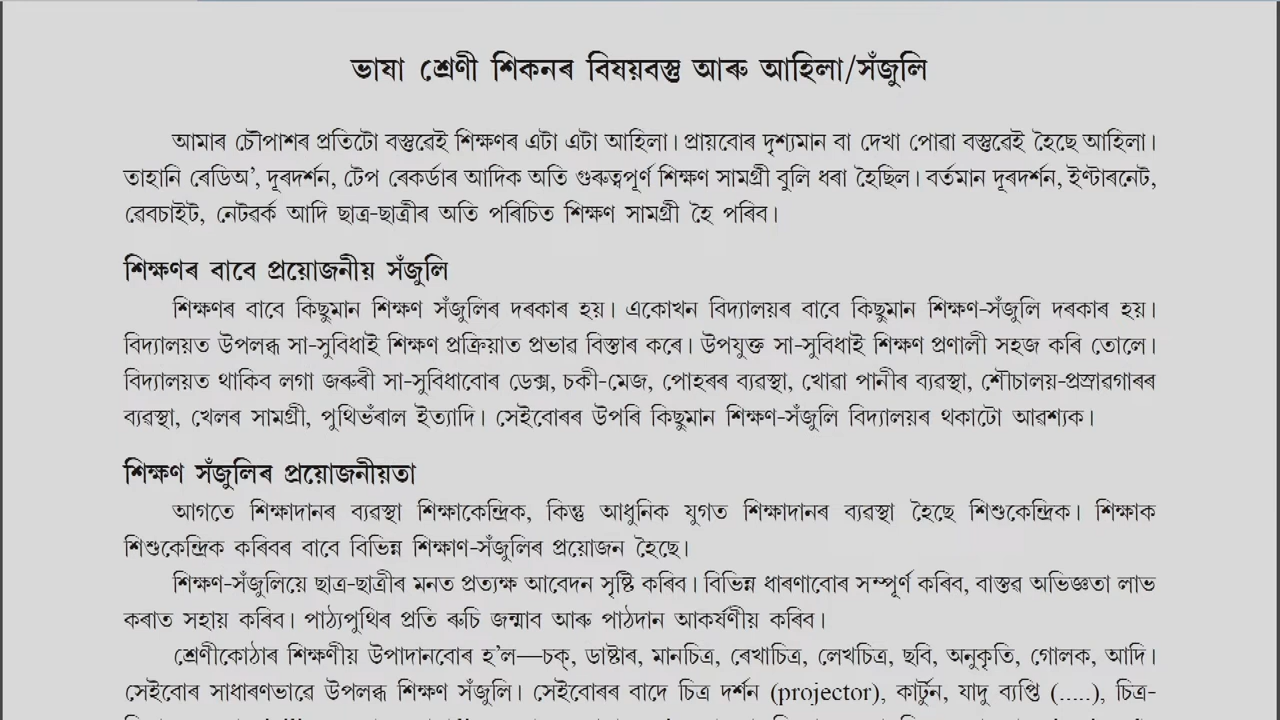 ভাষা শ্ৰেণী শিকনৰ বিষয়বস্তু আৰু আহিলা/সঁজুলি
আমাৰ চৌপাশৰ প্ৰতিটো বস্তুৱেই শিক্ষণৰ এটা এটা আহিলা। প্ৰায়বোৰ দৃশ্যমান বা দেখা পোৱা বস্তুৱেই হৈছে আহিলা।
তাহানি ৰেডিঅ’, দূৰদৰ্শন, টেপ ৰেকৰ্ডাৰ আদিক অতি গুৰুত্বপূৰ্ণ শিক্ষণ সামগ্ৰী বুলি ধৰা হৈছিল। বৰ্তমান দূৰদৰ্শন, ইণ্টাৰনেট,
ৱেবচাইট, নেটৱৰ্ক আদি ছাত্ৰ-ছাত্ৰীৰ অতি পৰিচিত শিক্ষণ সামগ্ৰী হৈ পৰিব।
শিক্ষণৰ বাবে প্ৰয়োজনীয় সঁজুলি
শিক্ষণৰ বাবে কিছুমান শিক্ষণ সঁজুলিৰ দৰকাৰ হয়। একোখন বিদ্যালয়ৰ বাবে কিছুমান শিক্ষণ-সঁজুলি দৰকাৰ হয়।
বিদ্যালয়ত উপলব্ধ সা-সুবিধাই শিক্ষণ প্ৰক্ৰিয়াত প্ৰভাৱ বিস্তাৰ কৰে। উপযুক্ত সা-সুবিধাই শিক্ষণ প্ৰণালী সহজ কৰি তোলে।
বিদ্যালয়ত থাকিব লগা জৰুৰী সা-সুবিধাবোৰ ডেক্স, চকী-মেজ, পোহৰৰ ব্যৱস্থা, খোৱা পানীৰ ব্যৱস্থা, শৌচালয়-প্ৰস্ৰাৱগাৰৰ
ব্যৱস্থা, খেলৰ সামগ্ৰী, পুথিভঁৰাল ইত্যাদি। সেইবোৰৰ উপৰি কিছুমান শিক্ষণ-সঁজুলি বিদ্যালয়ৰ থকাটো আৱশ্যক।
শিক্ষণ সঁজুলিৰ প্ৰয়োজনীয়তা
আগতে শিক্ষাদানৰ ব্যৱস্থা শিক্ষাকেন্দ্ৰিক, কিন্তু আধুনিক যুগত শিক্ষাদানৰ ব্যৱস্থা হৈছে শিশুকেন্দ্ৰিক। শিক্ষাক
শিশুকেন্দ্ৰিক কৰিবৰ বাবে বিভিন্ন শিক্ষাণ-সঁজুলিৰ প্ৰয়োজন হৈছে।
শিক্ষণ-সঁজুলিয়ে ছাত্ৰ-ছাত্ৰীৰ মনত প্ৰত্যক্ষ আবেদন সৃষ্টি কৰিব। বিভিন্ন ধাৰণাবোৰ সম্পূৰ্ণ কৰিব, বাস্তৱ অভিজ্ঞতা লাভ
কৰাত সহায় কৰিব। পাঠ্যপুথিৰ প্ৰতি ৰুচি জন্মাব আৰু পাঠদান আকৰ্ষণীয় কৰিব।
শ্ৰেণীকোঠাৰ শিক্ষণীয় উপাদানবোৰ হ’ল—চক্, ডাষ্টাৰ, মানচিত্ৰ, ৰেখাচিত্ৰ, লেখচিত্ৰ, ছবি, অনুকৃতি, গোলক, আদি।
সেইবোৰ সাধাৰণভাৱে উপলব্ধ শিক্ষণ সঁজুলি। সেইবোৰৰ বাদে চিত্ৰ দৰ্শন (projector), কাৰ্টুন, যাদু ব্যপ্তি (.....), চিত্ৰ-